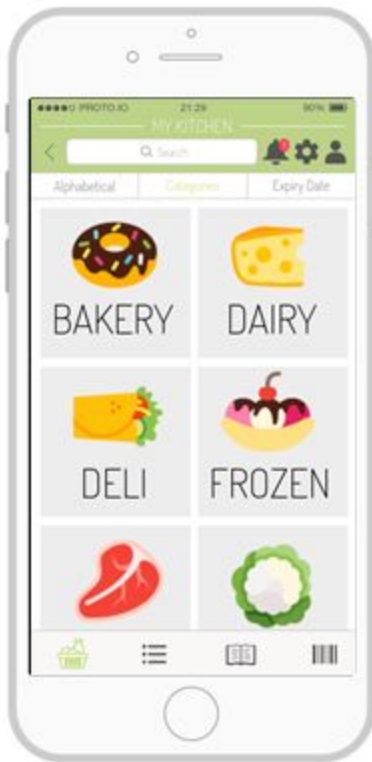 PROTO.IO 21:29 90%
MY KITCHEN
Search
Alphabetical Categories Expiry Date
BAKERY DAIRY
DELI FROZEN